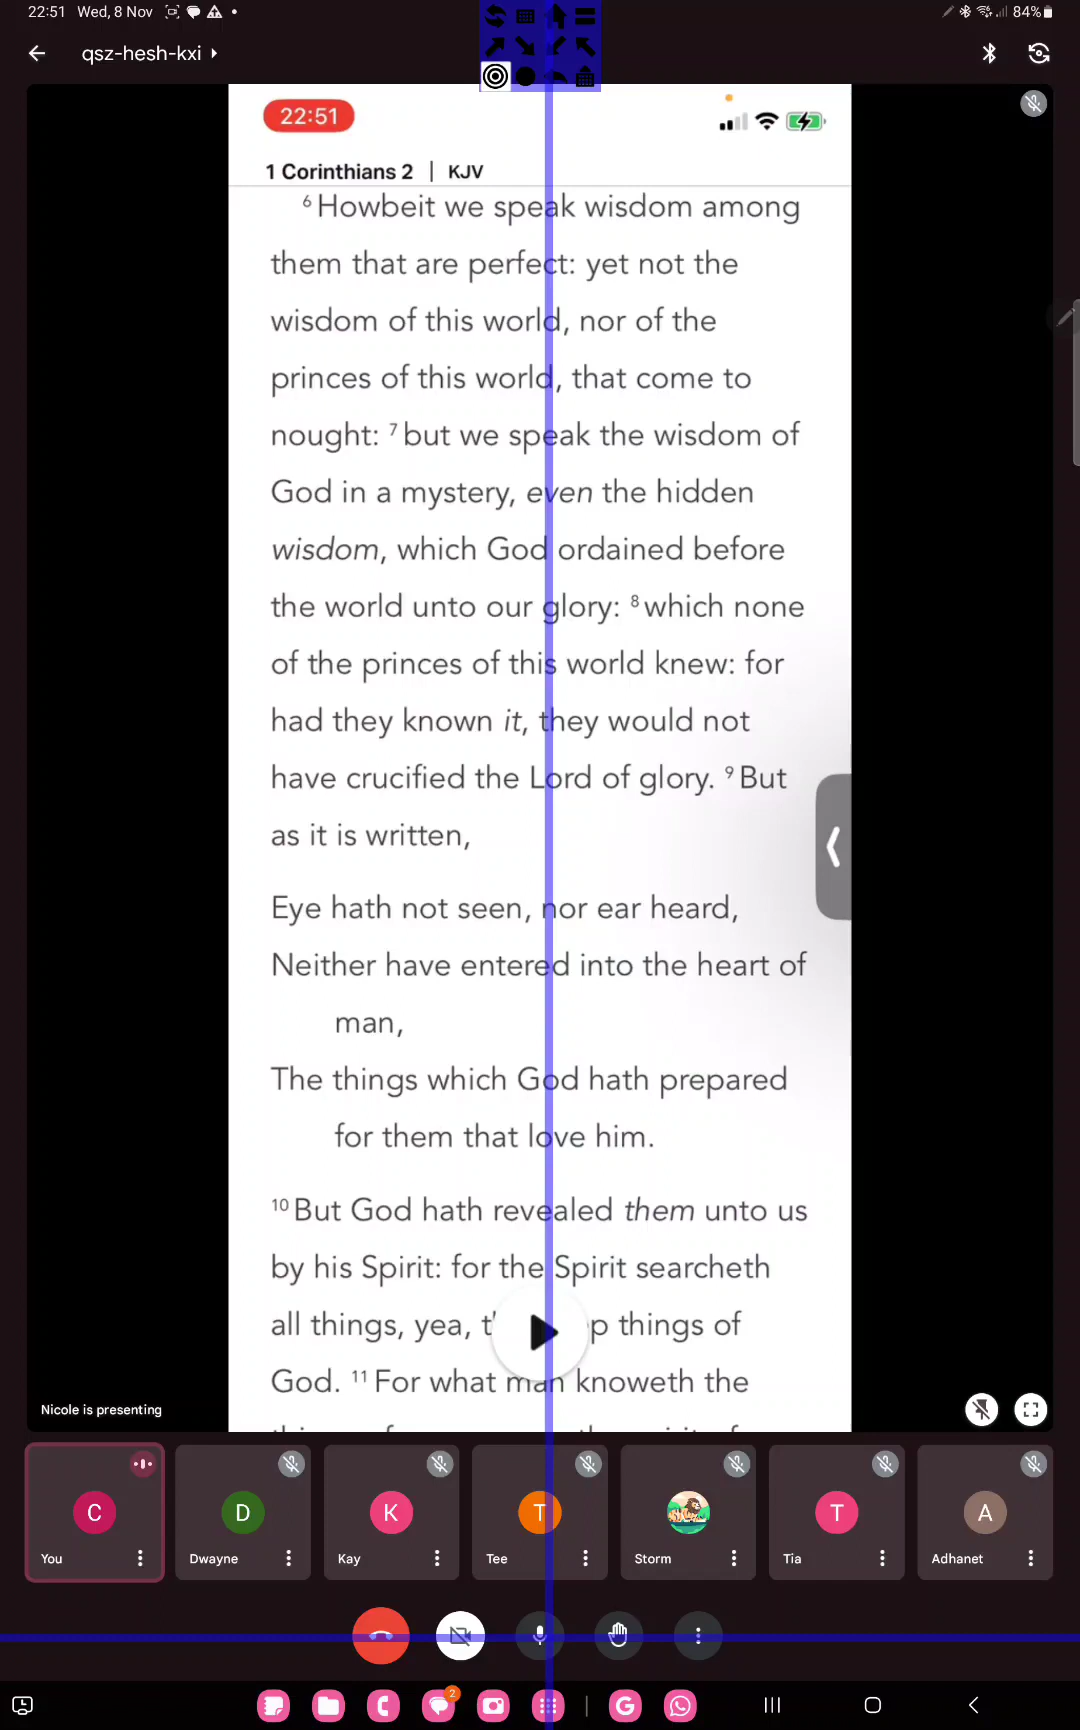 22:51 Wed, 8 Nov
84%
qsz-hesh-kxi
22:51
1 Corinthians 2 | KJV
6 Howbeit we speak wisdom among
them that are perfect: yet not the
wisdom of this world, nor of the
princes of this world, that come to
nought: 7 but we speak the wisdom of
God in a mystery, even the hidden
wisdom, which God ordained before
the world unto our glory: 8 which none
of the princes of this world knew: for
had they known it, they would not
have crucified the Lord of glory. 9 But
as it is written,
Eye hath not seen, nor ear heard,
Neither have entered into the heart of
man,
The things which God hath prepared
for them that love him.
10 But God hath revealed them unto us
by his Spirit: for the Spirit searcheth
all things, yea, things of
God. 11 For what man knoweth the
Nicole is presenting
C D K T T A
You Dwayne Kay Tee Storm Tia Adhanet
2
G